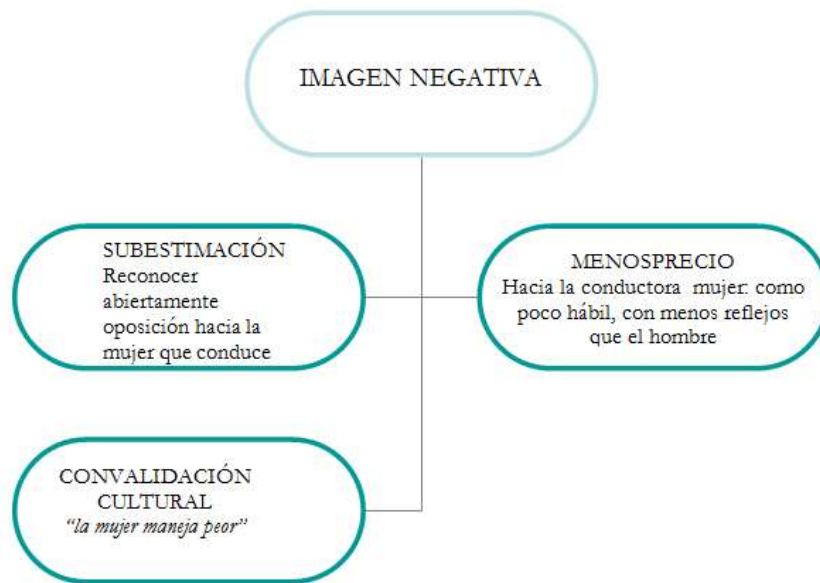 IMAGEN NEGATIVA
SUBESTIMACIÓN
Reconocer
abiertamente
oposición hacia la
mujer que conduce
MENOSPRECIO
Hacia la conductora mujer: como
poco hábil, con menos reflejos
que el hombre
CONVALIDACIÓN
CULTURAL
“la mujer maneja peor”